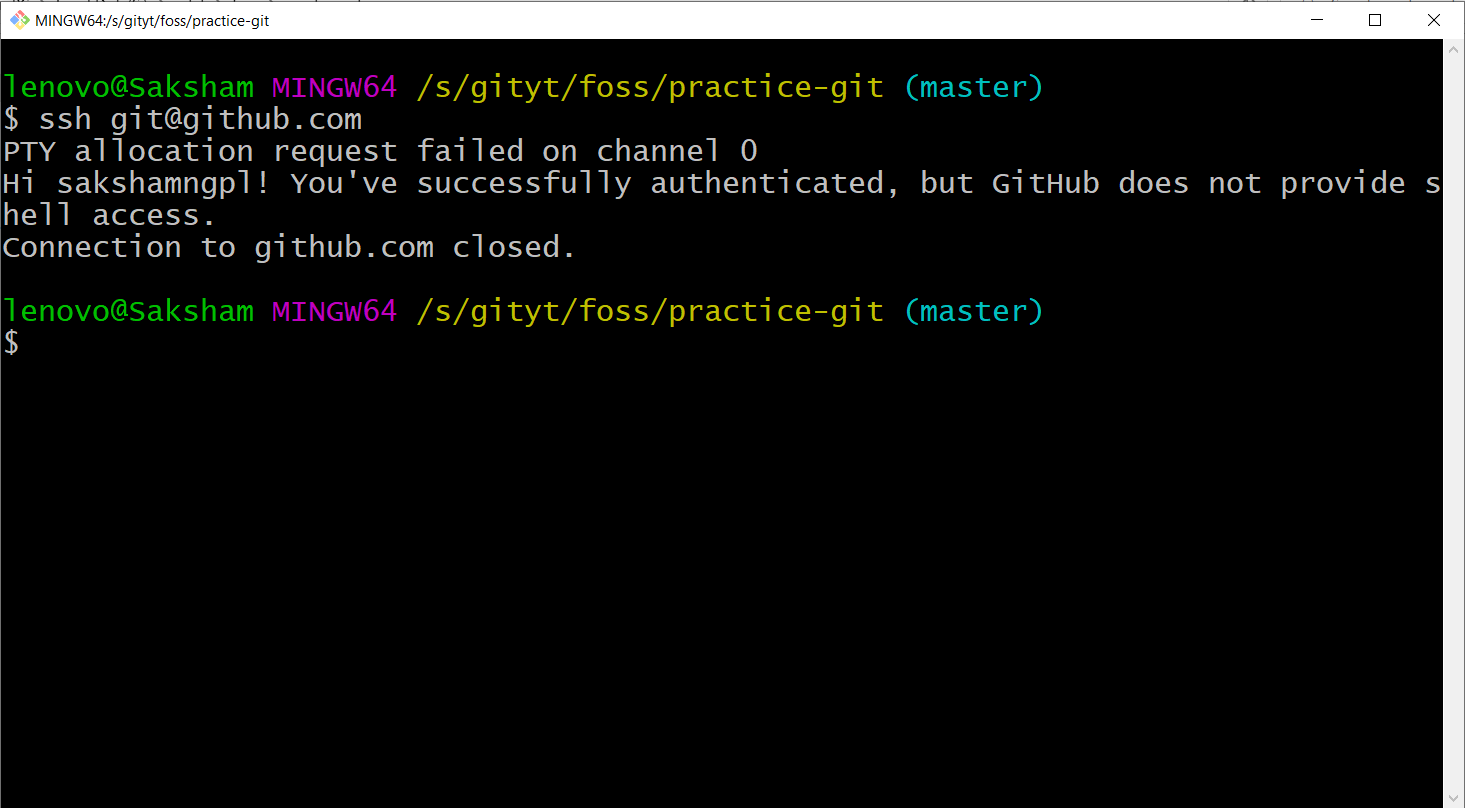 MINGW64:/s/gityt/foss/practice-git
lenovo@Saksham MINGW64 /s/gityt/foss/practice-git (master)
$ ssh git@github.com
PTY allocation request failed on channel 0
Hi sakshamngpl! You've successfully authenticated, but GitHub does not provide s
hell access.
Connection to github.com closed.
lenovo@Saksham MINGW64 /s/gityt/foss/practice-git (master)
$